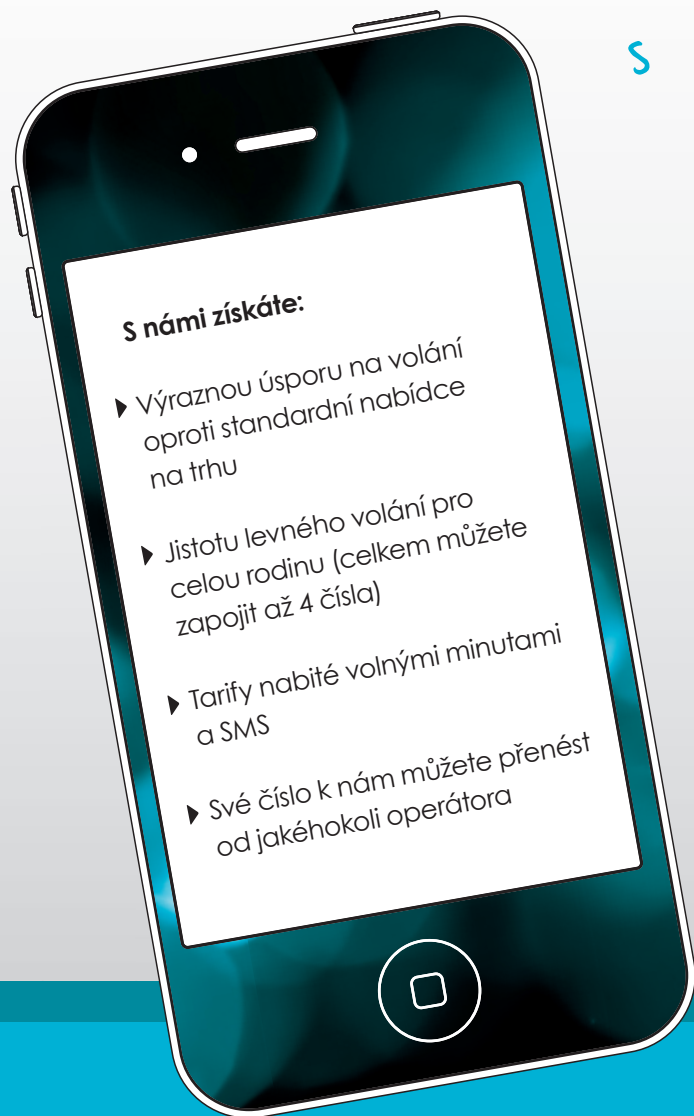 S
S námi získáte:
Výraznou úsporu na volání
oproti standardní nabídce
na trhu
Jistotu levného volání pro
celou rodinu (celkem můžete
zapojit až 4 čísla)
Tarify nabité volnými minutami
a SMS
Své číslo k nám můžete přenést
od jakéhokoli operátora